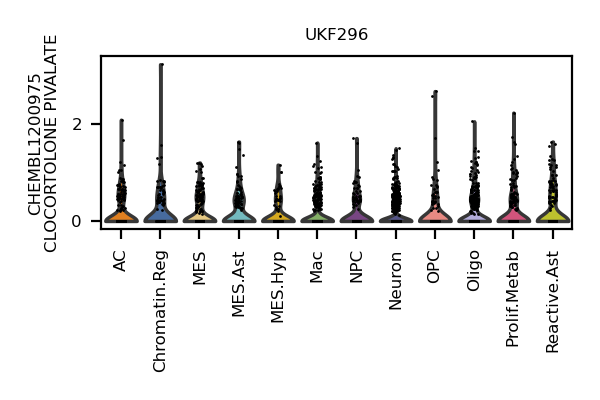 UKF296
CHEMBL1200975
CLOCORTOLONE PIVALATE
2
0
AC
Chromatin.Reg
MES
MES.Ast
MES.Hyp
Mac
NPC
Neuron
OPC
Oligo
Prolif.Metab
Reactive.Ast